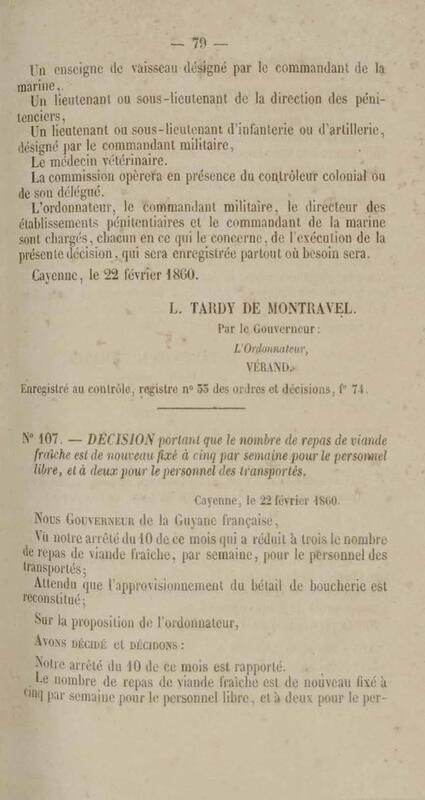 — 79 —
Un enseigne de vaisseau désigné par le commandant de la
marine,
Un lieutenant ou sous-lieutenant de la direction des péni-
tenciers,
Un lieutenant ou sous-lieutenant d'infanterie ou d'artillerie,
désigné par le commandant militaire,
Le médecin vétérinaire.
La commission opèrera en présence du contrôleur colonial ou
de son délégué.
L'ordonnateur, le commandant militaire, le directeur des
établissements pénitentiaires et le commandant de la marine
sont chargés, chacun en ce qui le concerne, de l'exécution de la
présente décision, qui sera enregistrée partout où besoin sera.
Cayenne, le 22 février 1860.
L. TARDY DE MONTRAVEL.
Par le Gouverneur :
L'Ordonnateur,
VÉRAND.
Enregistré au contrôle, registre n° 35 des ordres et décisions, f° 74.
N° 107. — DÉCISION portant que le nombre de repas de viande
fraîche est de nouveau fixé à cinq par semaine pour le personnel
libre, et à deux pour le personnel des transportés.
Cayenne, le 22 février 1860.
NOUS GOUVERNEUR de la Guyane française,
Vu notre arrêté du 10 de ce mois qui a réduit à trois le nombre
de repas de viande fraîche, par semaine, pour le personnel des
transportés;
Attendu que l'approvisionnement du bétail de boucherie est
reconstitué;
Sur la proposition de l'ordonnateur,
AVONS DÉCIDÉ et DÉCIDONS :
Notre arrêté du 10 de ce mois est rapporté.
Le nombre de repas de viande fraîche est de nouveau fixé à
cinq par semaine pour le personnel libre, et à deux pour le per-